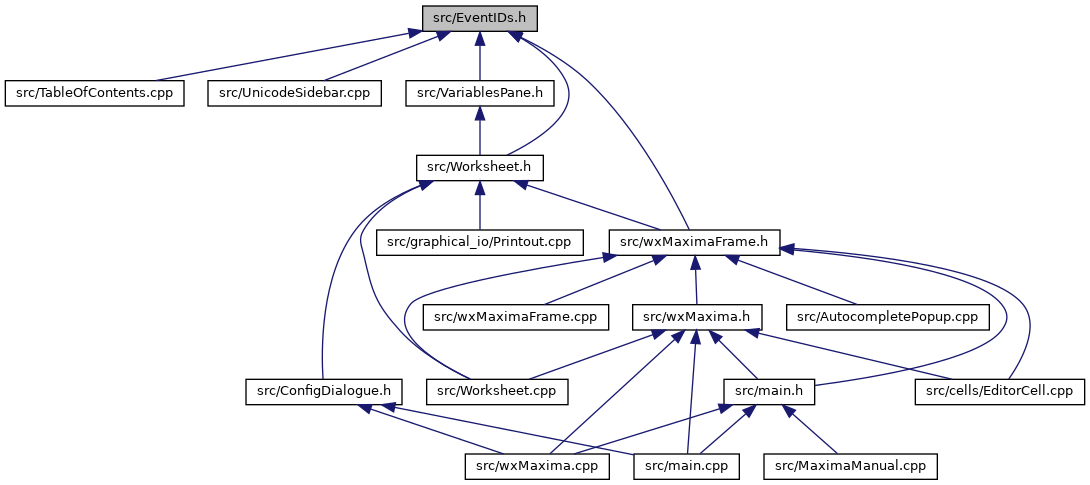 src/EventIDs.h
src/TableOfContents.cpp
src/UnicodeSidebar.cpp
src/VariablesPane.h
src/Worksheet.h
src/graphical_io/Printout.cpp
src/wxMaximaFrame.h
src/wxMaximaFrame.cpp
src/wxMaxima.h
src/AutocompletePopup.cpp
src/ConfigDialogue.h
src/Worksheet.cpp
src/main.h
src/cells/EditorCell.cpp
src/wxMaxima.cpp
src/main.cpp
src/MaximaManual.cpp